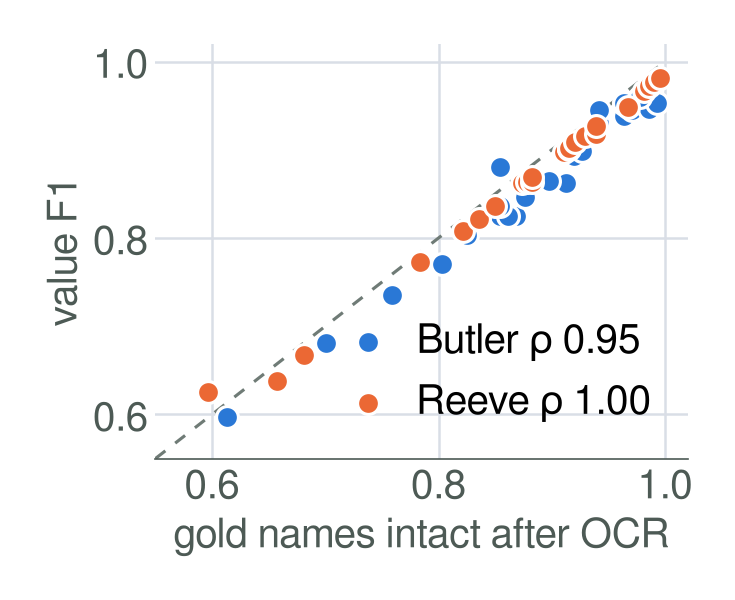 1.0
0.8
0.6
value F1
Butler ρ 0.95
Reeve ρ 1.00
0.6 0.8 1.0
gold names intact after OCR